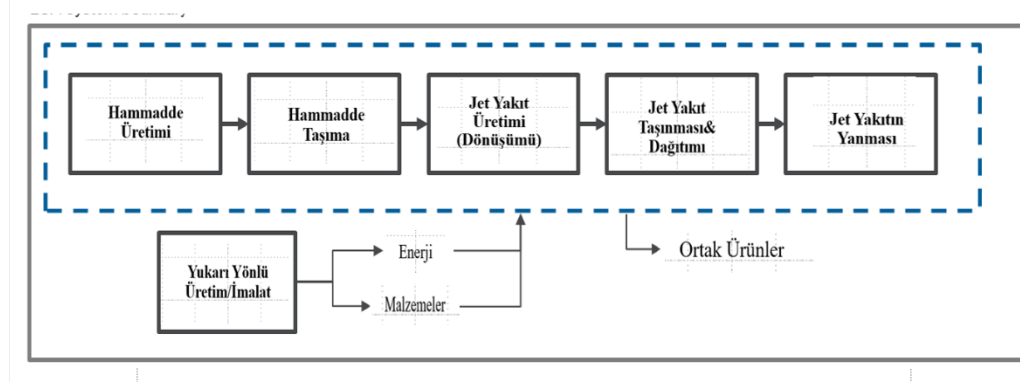 Hammadde
Üretimi
Hammadde
Taşıma
Jet Yakıt
Üretimi
(Dönüşümü)
Jet Yakıt
Taşınması&
Dağıtımı
Jet Yakıtın
Yanması
Yukarı Yönlü
Üretim/İmalat
Enerji
Malzemeler
Ortak Ürünler